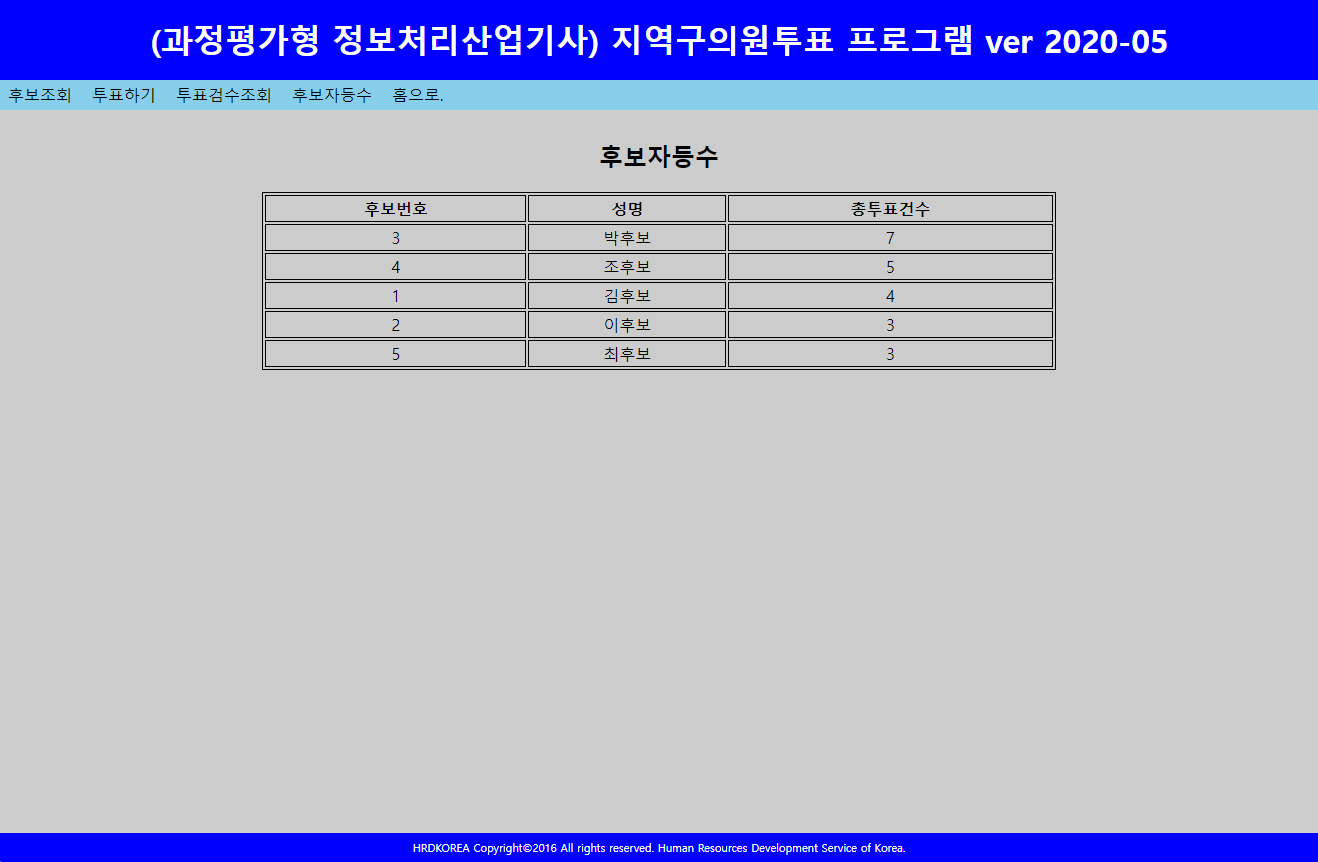 (과정평가형 정보처리산업기사) 지역구의원투표 프로그램 ver 2020-05
후보조회 투표하기 투표검수조회 후보자등수 홈으로.
후보자등수
후보번호 성명 총투표건수
3 박후보 7
4 조후보 5
1 김후보 4
2 이후보 3
5 최후보 3
HRDKOREA Copyright©2016 All rights reserved. Human Resources Development Service of Korea.